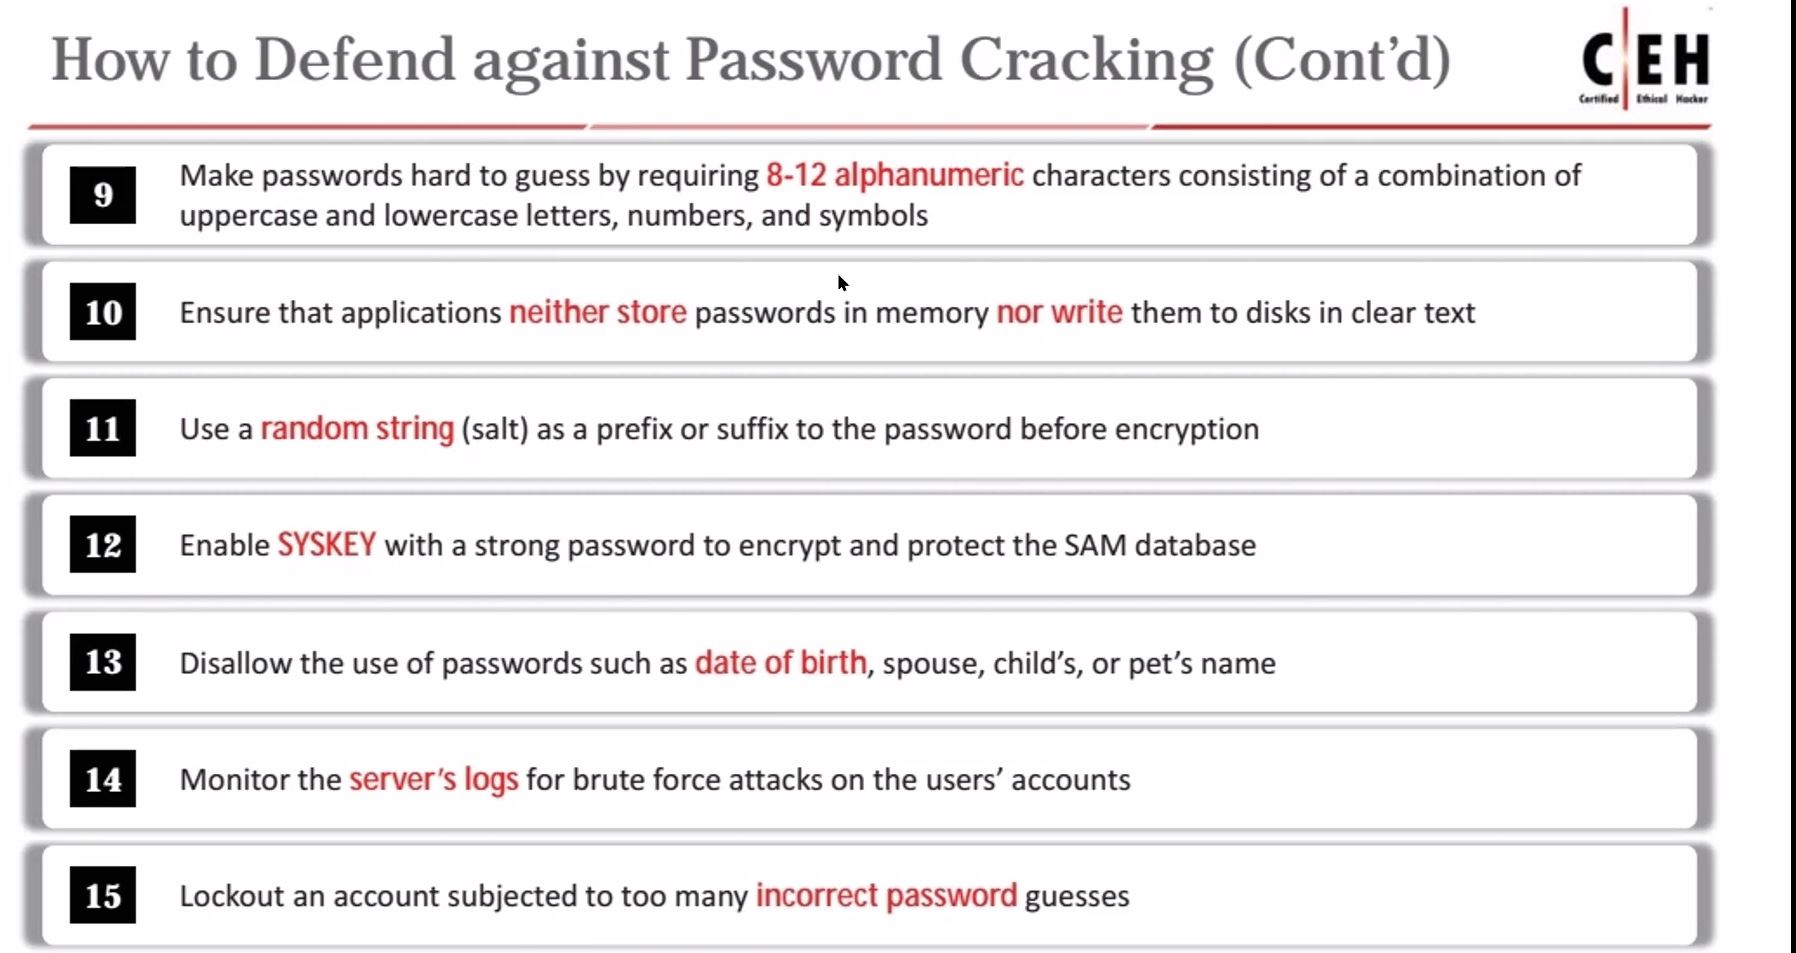 How to Defend against Password Cracking (Cont’d)
C EH
Certified Ethical Hacker
9
Make passwords hard to guess by requiring 8-12 alphanumeric characters consisting of a combination of
uppercase and lowercase letters, numbers, and symbols
10
Ensure that applications neither store passwords in memory nor write them to disks in clear text
11
Use a random string (salt) as a prefix or suffix to the password before encryption
12
Enable SYSKEY with a strong password to encrypt and protect the SAM database
13
Disallow the use of passwords such as date of birth, spouse, child’s, or pet’s name
14
Monitor the server’s logs for brute force attacks on the users’ accounts
15
Lockout an account subjected to too many incorrect password guesses